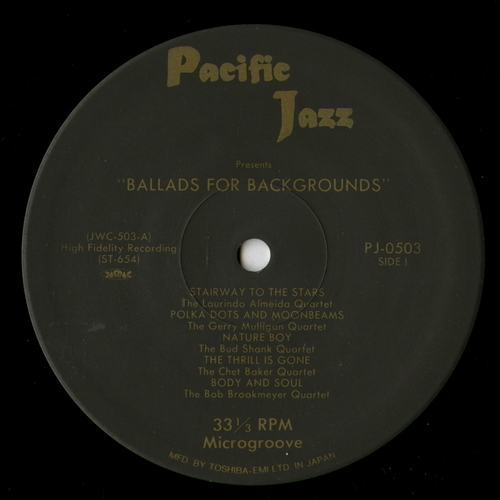 Pacific
Jazz
Presents
"BALLADS FOR BACKGROUNDS"
(JWC-503-A)
High Fidelity Recording
(ST-654)
PJ-0503
SIDE 1
STAIRWAY TO THE STARS
The Laurindo Almeida Quartet
POLKA DOTS AND MOONBEAMS
The Gerry Mulligan Quartet
NATURE BOY
The Bud Shank Quartet
THE THRILL IS GONE
The Chet Baker Quartet
BODY AND SOUL
The Bob Brookmeyer Quartet
33⅓ RPM
Microgroove
MFD. BY TOSHIBA-EMI LTD. IN JAPAN